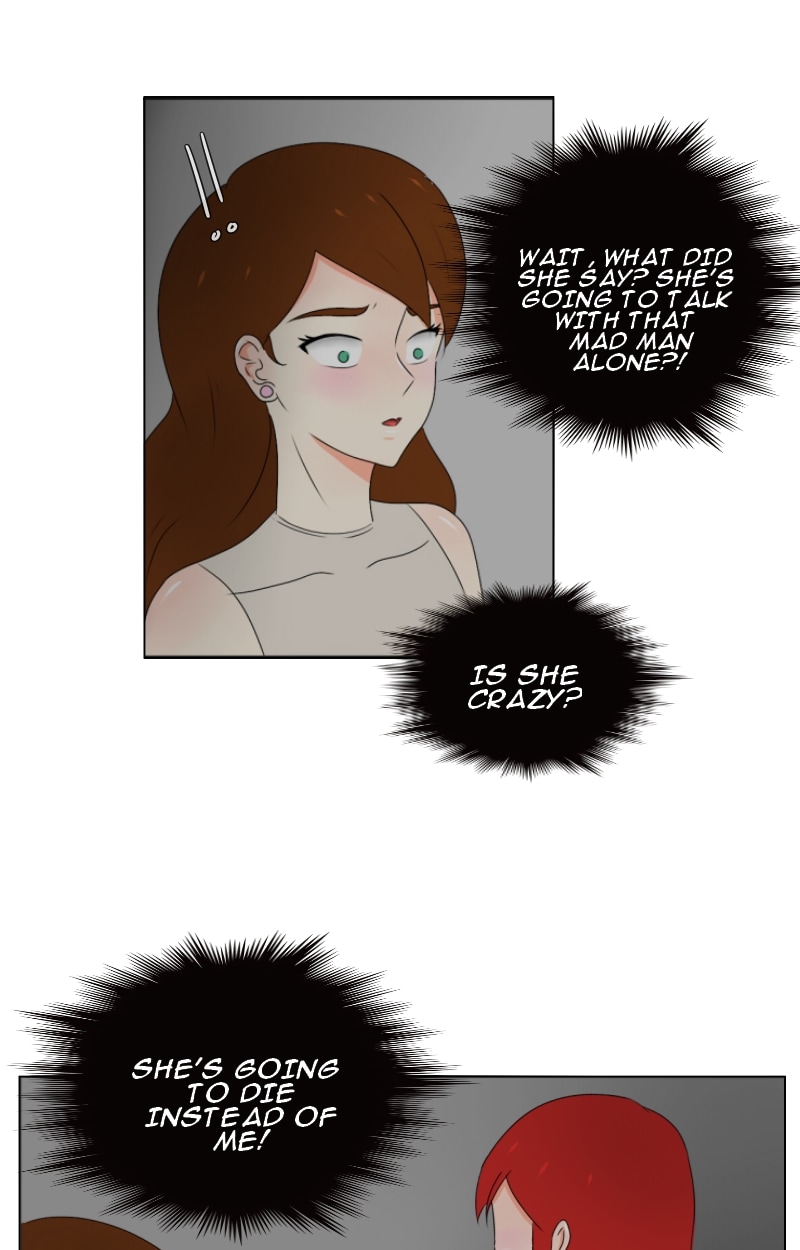 WAIT, WHAT DID
SHE SAY? SHE'S
GOING TO TALK
WITH THAT
MAD MAN
ALONE?!
IS SHE
CRAZY?
SHE'S GOING
TO DIE
INSTEAD OF
ME!